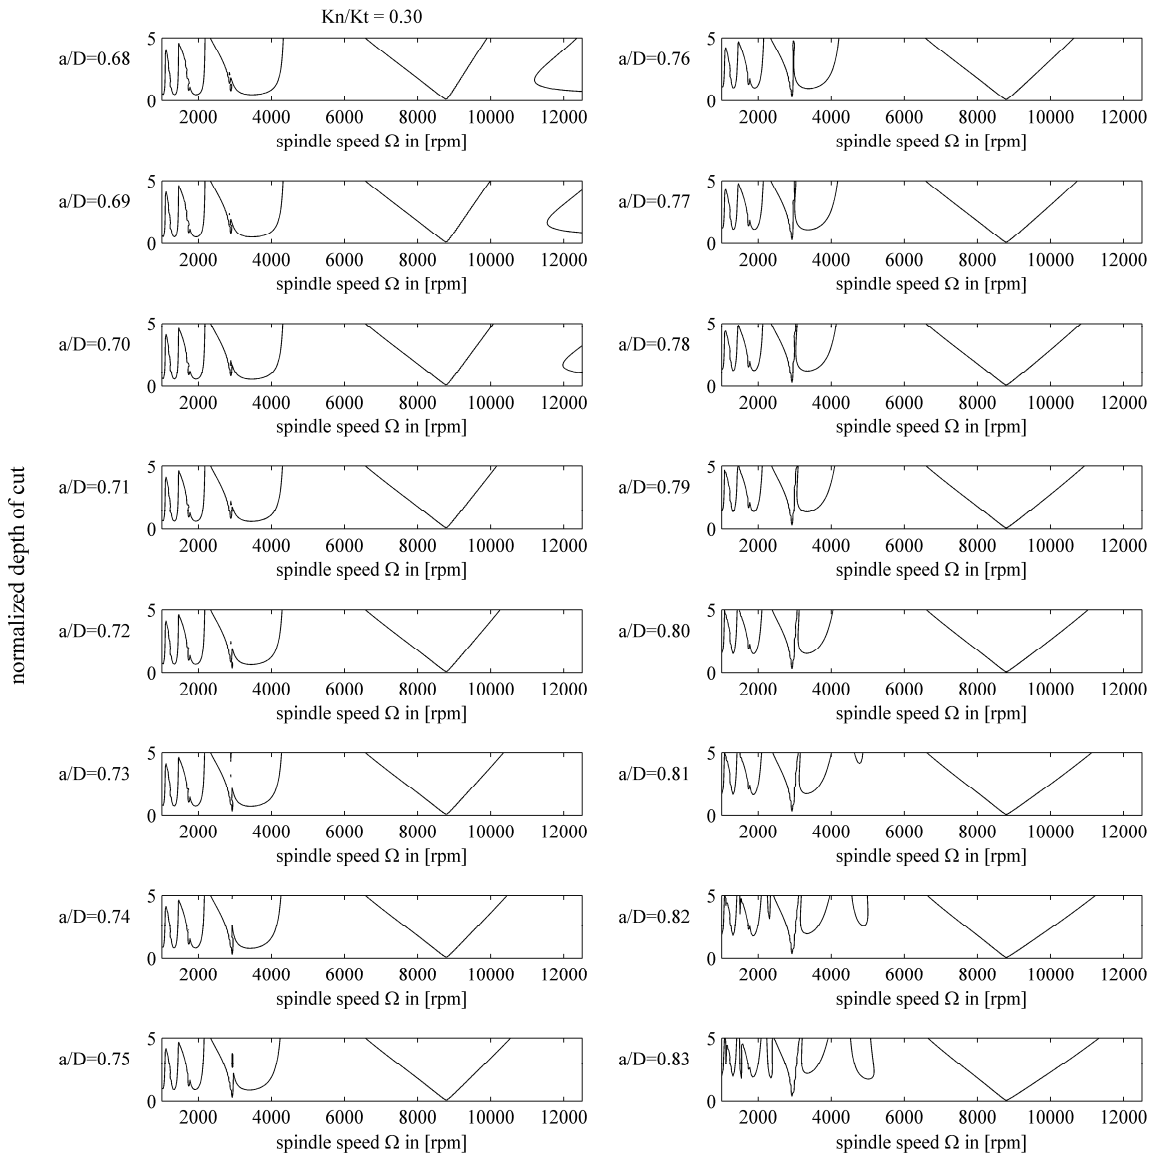 Kn/Kt = 0.30
normalized depth of cut
a/D=0.68
5
0
2000 4000 6000 8000 10000 12000
spindle speed Ω in [rpm]
a/D=0.69
5
0
2000 4000 6000 8000 10000 12000
spindle speed Ω in [rpm]
a/D=0.70
5
0
2000 4000 6000 8000 10000 12000
spindle speed Ω in [rpm]
a/D=0.71
5
0
2000 4000 6000 8000 10000 12000
spindle speed Ω in [rpm]
a/D=0.72
5
0
2000 4000 6000 8000 10000 12000
spindle speed Ω in [rpm]
a/D=0.73
5
0
2000 4000 6000 8000 10000 12000
spindle speed Ω in [rpm]
a/D=0.74
5
0
2000 4000 6000 8000 10000 12000
spindle speed Ω in [rpm]
a/D=0.75
5
0
2000 4000 6000 8000 10000 12000
spindle speed Ω in [rpm]
a/D=0.76
5
0
2000 4000 6000 8000 10000 12000
spindle speed Ω in [rpm]
a/D=0.77
5
0
2000 4000 6000 8000 10000 12000
spindle speed Ω in [rpm]
a/D=0.78
5
0
2000 4000 6000 8000 10000 12000
spindle speed Ω in [rpm]
a/D=0.79
5
0
2000 4000 6000 8000 10000 12000
spindle speed Ω in [rpm]
a/D=0.80
5
0
2000 4000 6000 8000 10000 12000
spindle speed Ω in [rpm]
a/D=0.81
5
0
2000 4000 6000 8000 10000 12000
spindle speed Ω in [rpm]
a/D=0.82
5
0
2000 4000 6000 8000 10000 12000
spindle speed Ω in [rpm]
a/D=0.83
5
0
2000 4000 6000 8000 10000 12000
spindle speed Ω in [rpm]